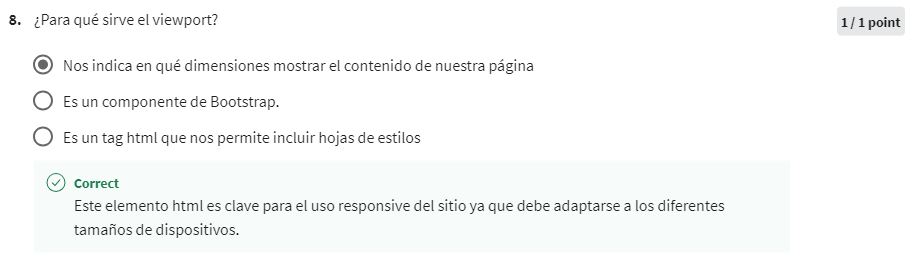 8. ¿Para qué sirve el viewport?
1 / 1 point
Nos indica en qué dimensiones mostrar el contenido de nuestra página
Es un componente de Bootstrap.
Es un tag html que nos permite incluir hojas de estilos
Correct
Este elemento html es clave para el uso responsive del sitio ya que debe adaptarse a los diferentes
tamaños de dispositivos.